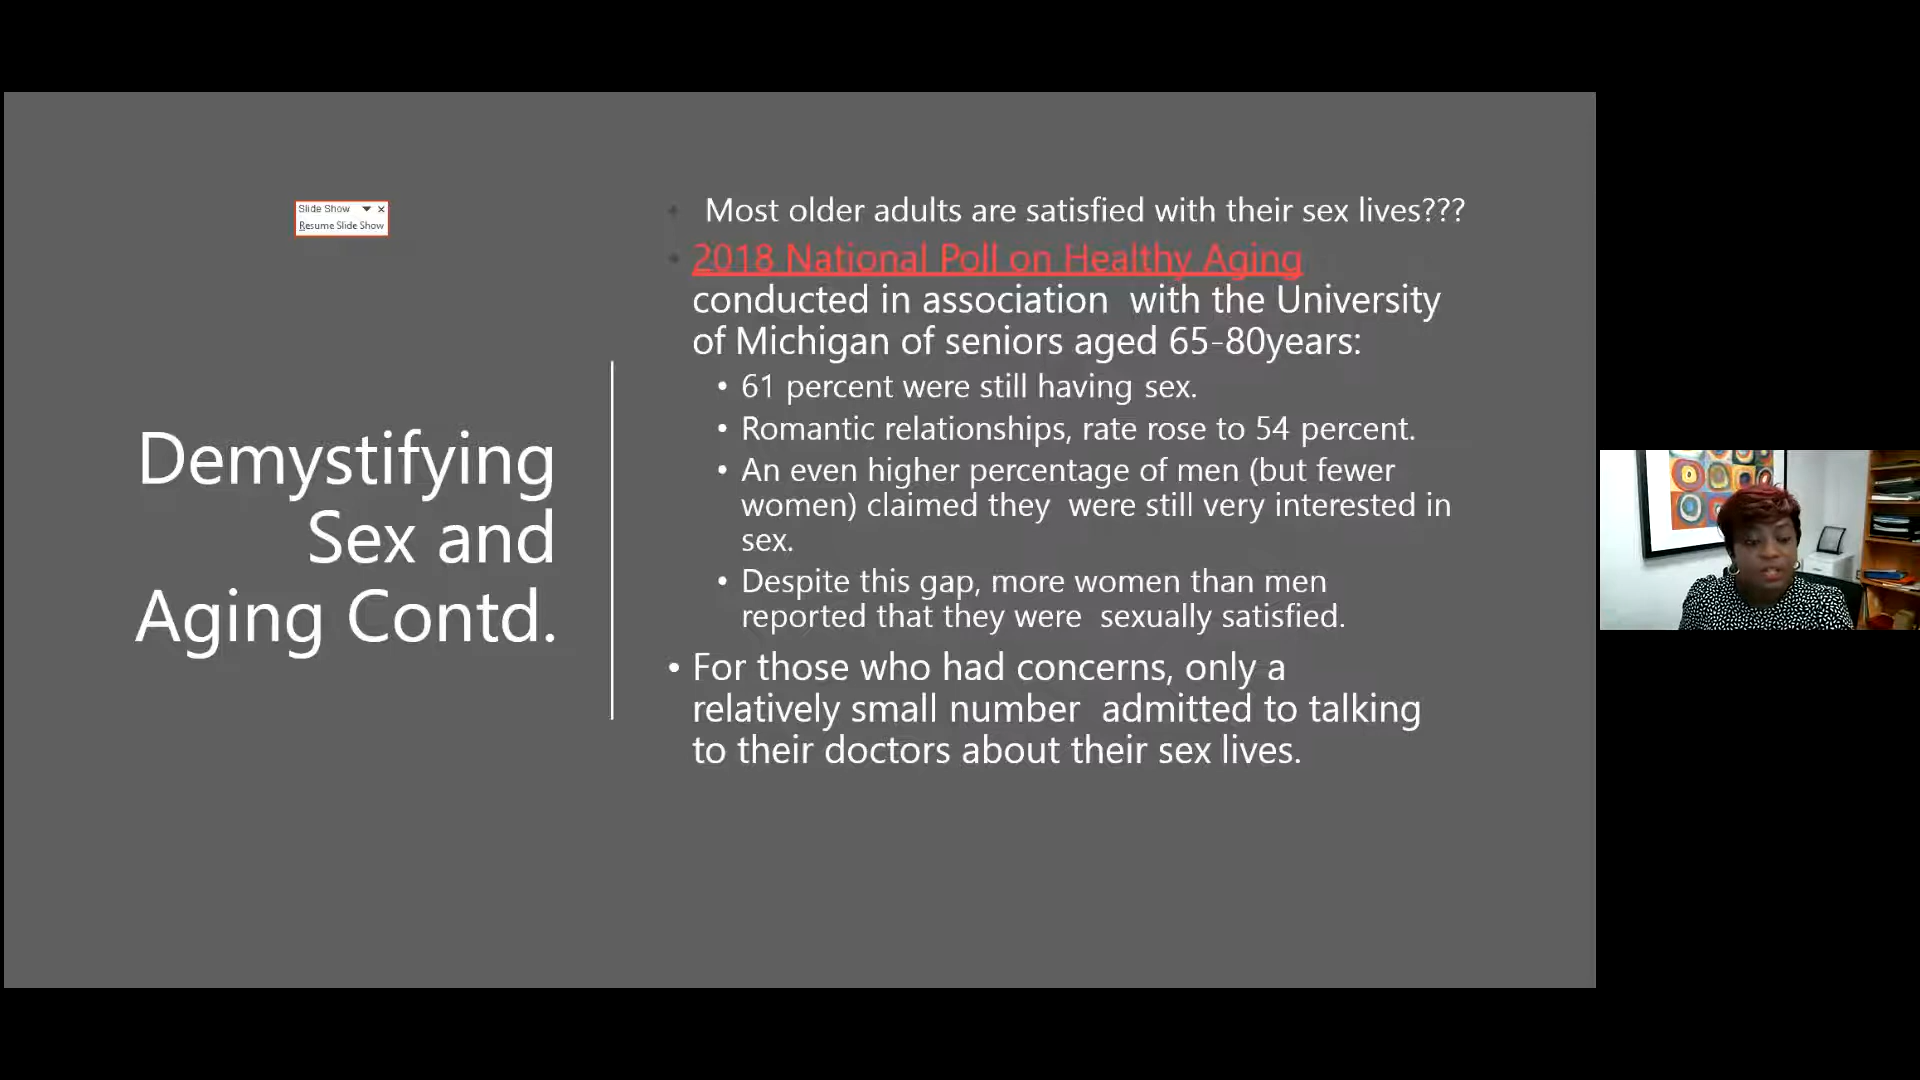 Slide Show
Resume Slide Show
Demystifying
Sex and
Aging Contd.
• Most older adults are satisfied with their sex lives???
• 2018 National Poll on Healthy Aging
conducted in association  with the University
of Michigan of seniors aged 65-80years:
• 61 percent were still having sex.
• Romantic relationships, rate rose to 54 percent.
• An even higher percentage of men (but fewer
women) claimed they  were still very interested in
sex.
• Despite this gap, more women than men
reported that they were  sexually satisfied.
• For those who had concerns, only a
relatively small number  admitted to talking
to their doctors about their sex lives.